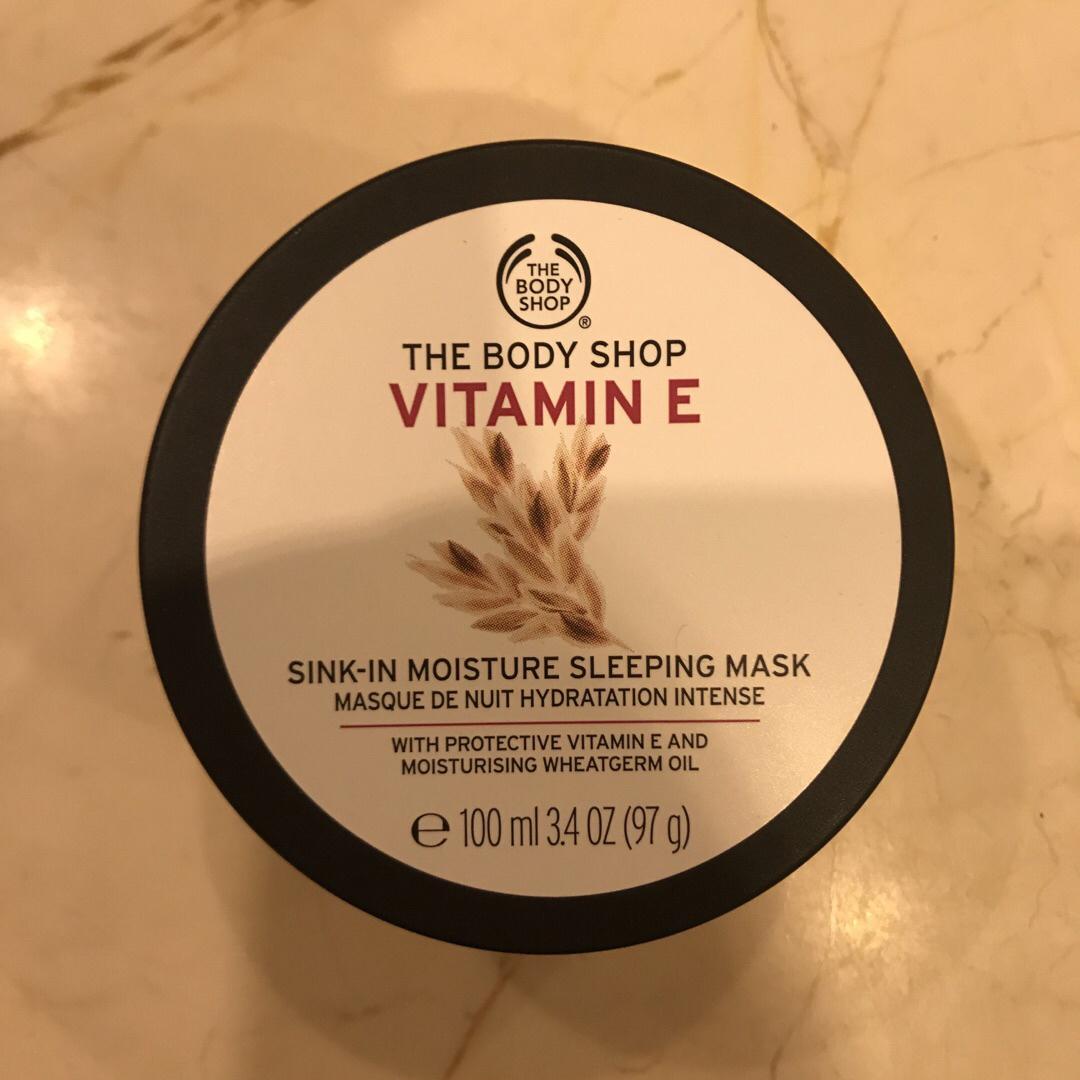 THE
BODY
SHOP
®
THE BODY SHOP
VITAMIN E
SINK-IN MOISTURE SLEEPING MASK
MASQUE DE NUIT HYDRATATION INTENSE
WITH PROTECTIVE VITAMIN E AND
MOISTURISING WHEATGERM OIL
℮ 100 ml 3.4 OZ (97 g)